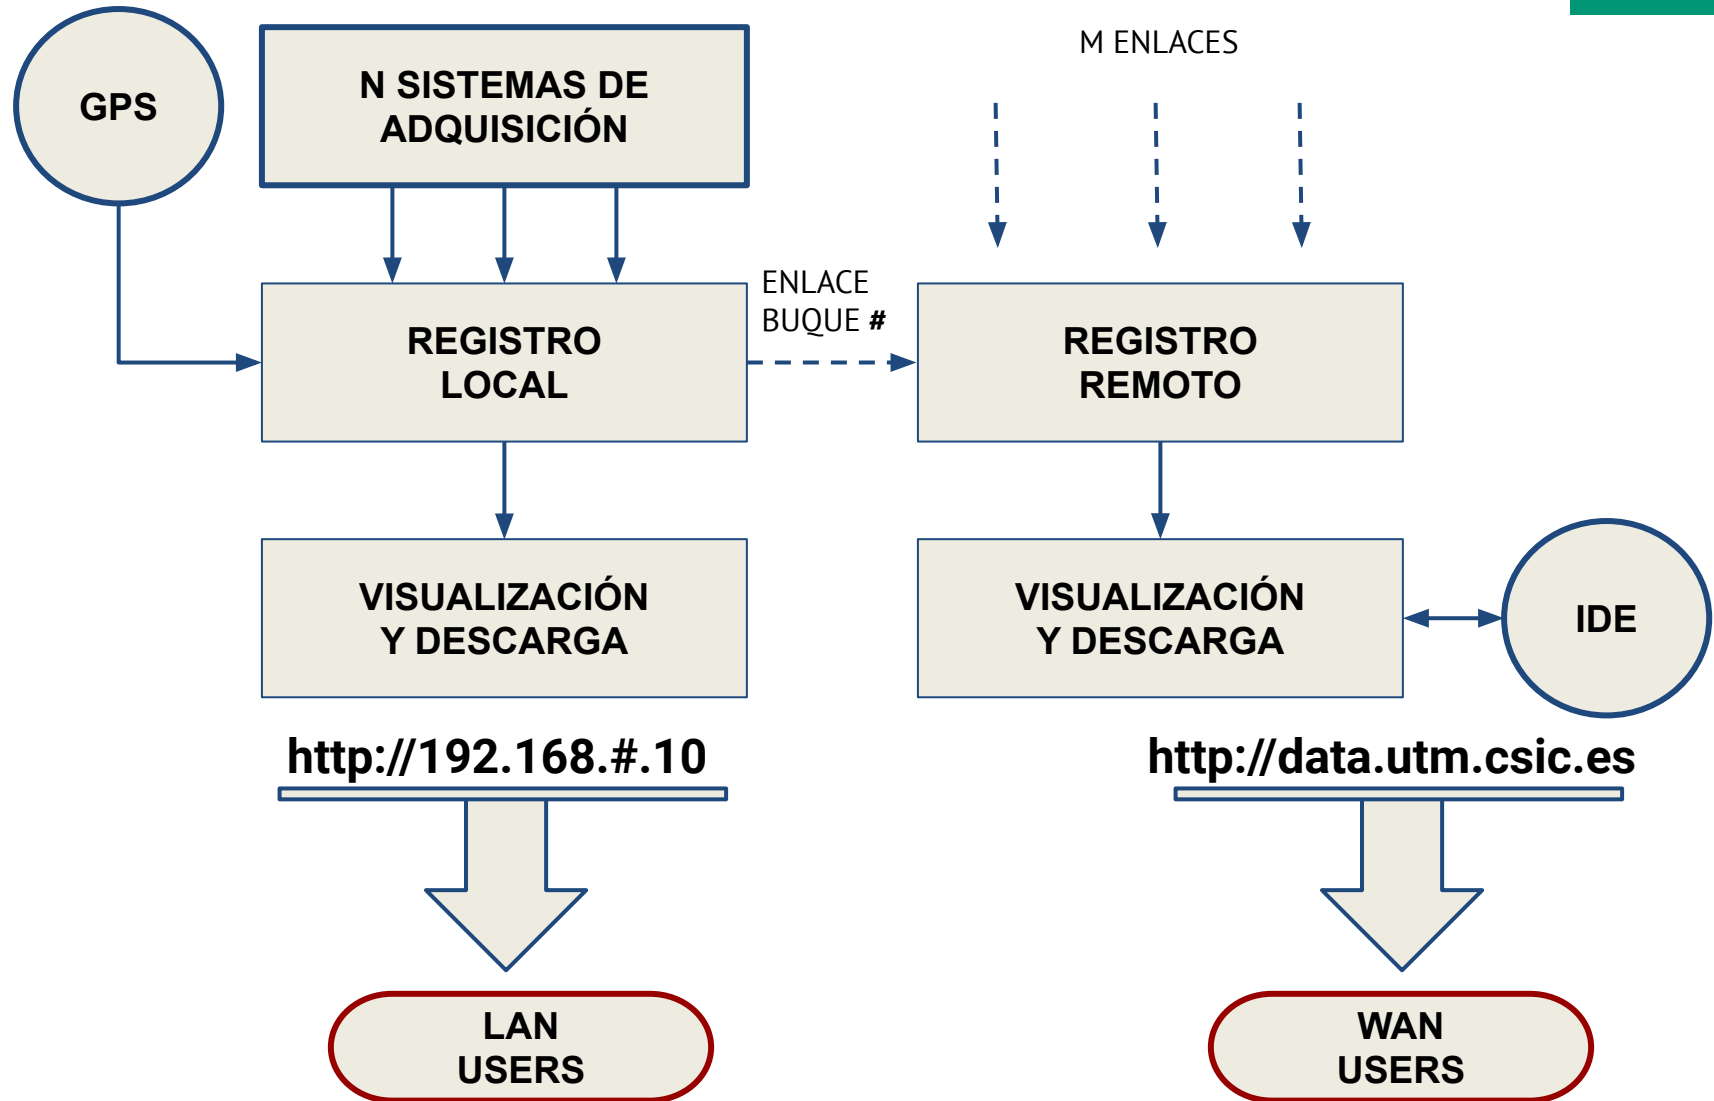 GPS
N SISTEMAS DE
ADQUISICIÓN
M ENLACES
ENLACE
BUQUE #
REGISTRO
LOCAL
REGISTRO
REMOTO
VISUALIZACIÓN
Y DESCARGA
VISUALIZACIÓN
Y DESCARGA
IDE
http://192.168.#.10
http://data.utm.csic.es
LAN
USERS
WAN
USERS